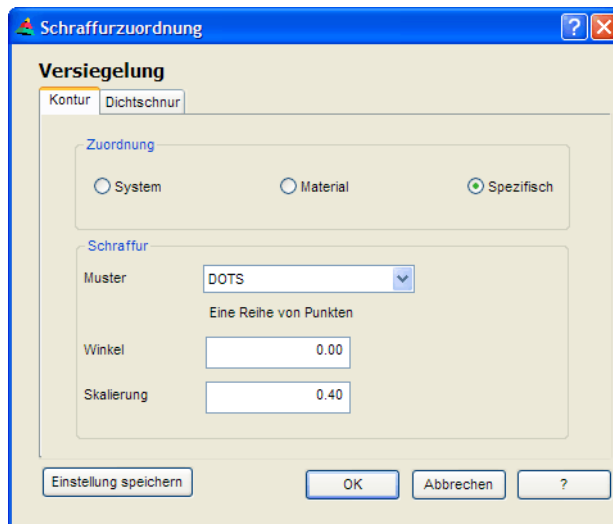 Schraffurzuordnung
Versiegelung
Kontur Dichtschnur
Zuordnung
System Material Spezifisch
Schraffur
Muster DOTS
Eine Reihe von Punkten
Winkel 0.00
Skalierung 0.40
Einstellung speichern OK Abbrechen ?